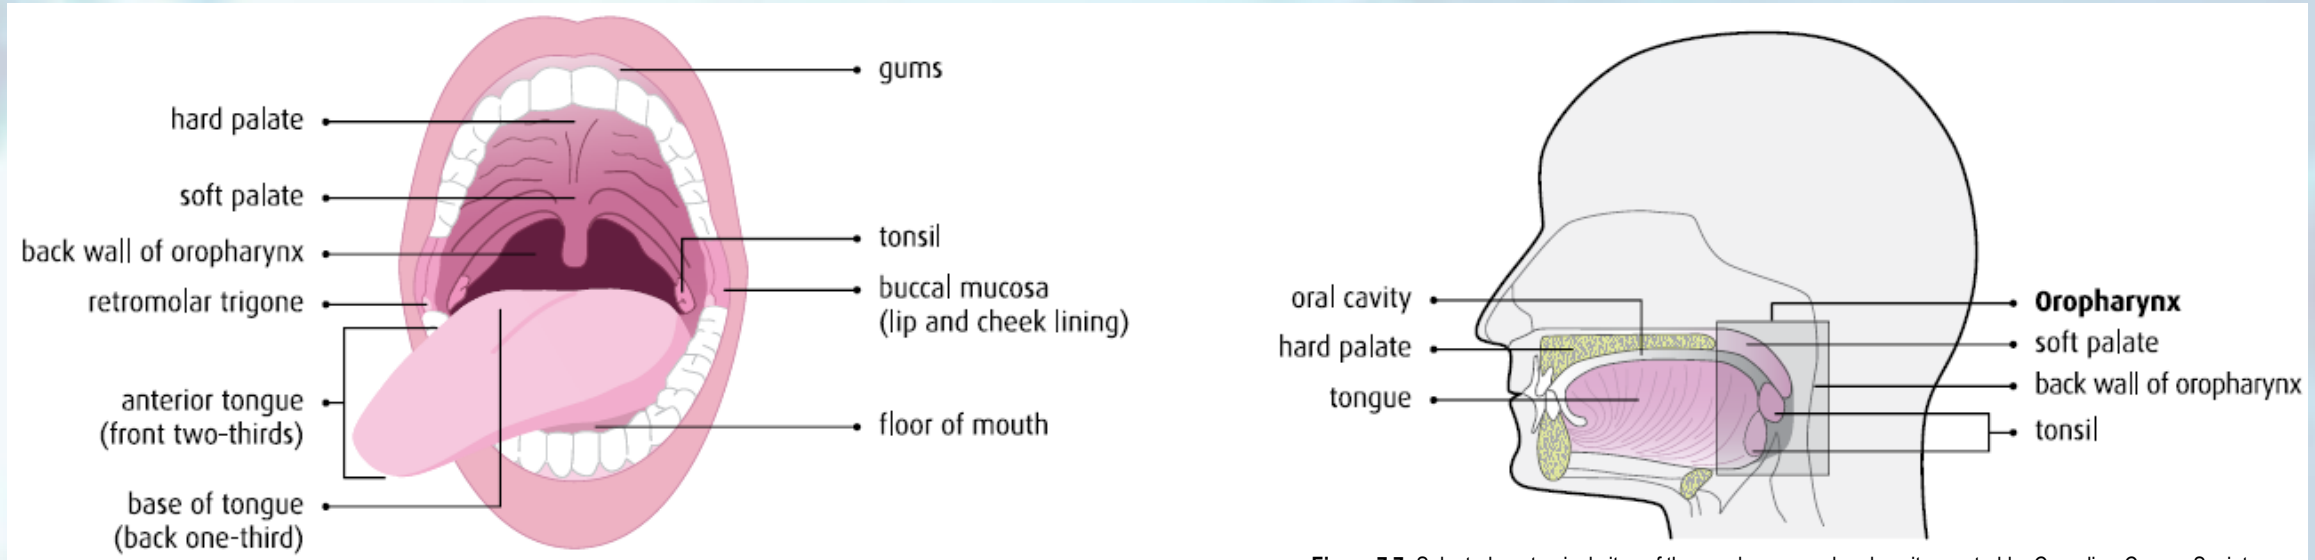 gums
hard palate
soft palate
back wall of oropharynx
tonsil
retromolar trigone
buccal mucosa
(lip and cheek lining)
anterior tongue
(front two-thirds)
floor of mouth
base of tongue
(back one-third)
oral cavity
hard palate
tongue
Oropharynx
soft palate
back wall of oropharynx
tonsil